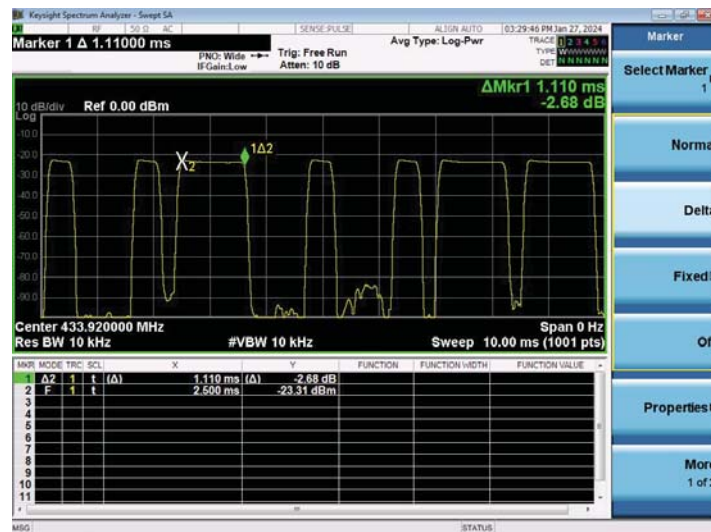 Keysight Spectrum Analyzer - Swept SA
RF 50 Ω AC SENSE:PULSE ALIGN AUTO 03:29:46 PM Jan 27, 2024
Marker 1 Δ 1.11000 ms
PNO: Wide
IFGain:Low
Trig: Free Run
Atten: 10 dB
Avg Type: Log-Pwr
TRACE 1 2 3 4 5 6
TYPE WWWWWW
DET N N N N N N
ΔMkr1 1.110 ms
-2.68 dB
10 dB/div Ref 0.00 dBm
Log
-10.0
-20.0
-30.0
-40.0
-50.0
-60.0
-70.0
-80.0
-90.0
X2
1Δ2
Center 433.920000 MHz Span 0 Hz
Res BW 10 kHz #VBW 10 kHz Sweep 10.00 ms (1001 pts)
MKR MODE TRC SCL X Y FUNCTION FUNCTION WIDTH FUNCTION VALUE
1 Δ2 1 t (Δ) 1.110 ms (Δ) -2.68 dB
2 F 1 t 2.500 ms -23.31 dBm
3
4
5
6
7
8
9
10
11
MSG STATUS
Marker
Select Marker
1
Norma
Delta
Fixed
Of
Properties
More
1 of 2